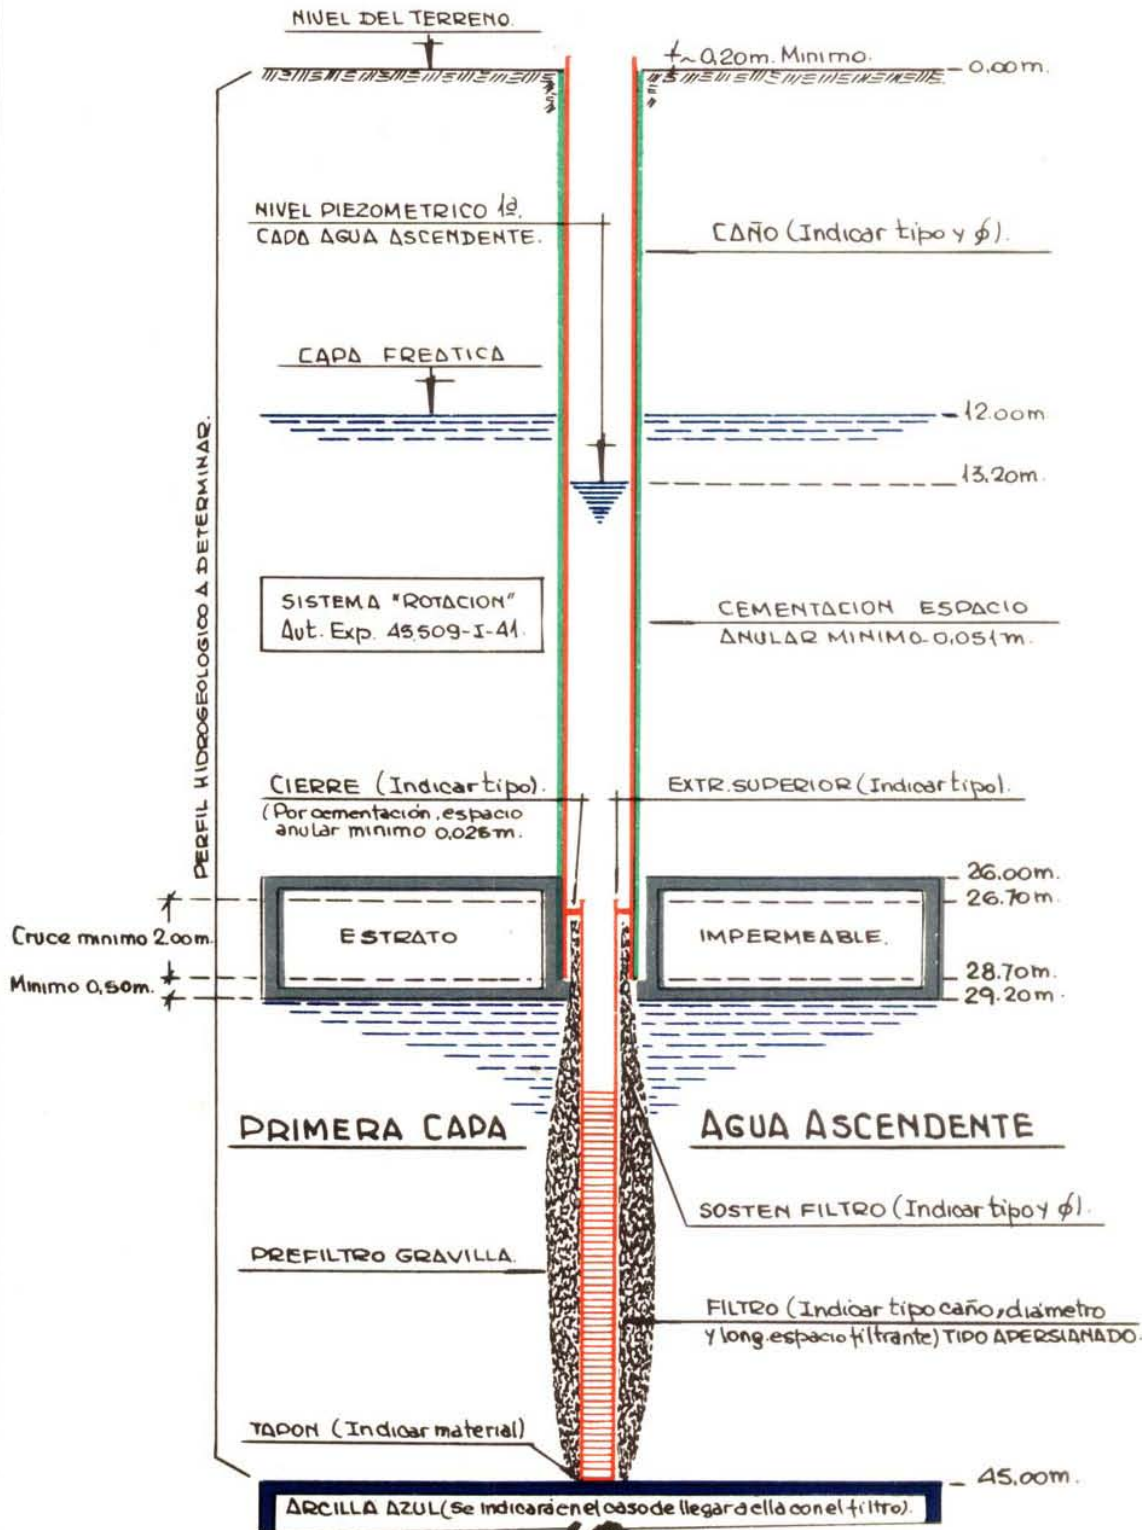 NIVEL DEL TERRENO.
~0,20m. Minimo.
0,00m.
NIVEL PIEZOMETRICO 1ª.
CAPA AGUA ASCENDENTE.
CAÑO (Indicar tipo y ϕ).
CAPA FREATICA
12.00m
13.20m.
PERFIL HIDROGEOLOGICO A DETERMINAR.
SISTEMA "ROTACION"
Aut. Exp. 45.509-I-41.
CEMENTACION ESPACIO
ANULAR MINIMO-0,051m.
CIERRE (Indicar tipo).
(Por cementación, espacio
anular minimo 0,026m.
EXTR. SUPERIOR (Indicar tipo).
26.00m.
26.70m.
Cruce minimo 2.00m.
ESTRATO
IMPERMEABLE.
28.70m.
Minimo 0,50m.
29.20m.
PRIMERA CAPA
AGUA ASCENDENTE
SOSTEN FILTRO (Indicar tipo y ϕ).
PREFILTRO GRAVILLA.
FILTRO (Indicar tipo caño, diámetro
y long. espacio filtrante) TIPO APERSIANADO.
TAPON (Indicar material)
45.00m.
ARCILLA AZUL (Se indicará en el caso de llegar a ella con el filtro).